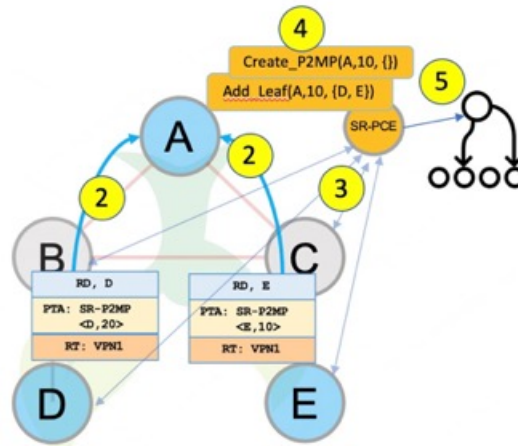 4
Create_P2MP(A,10, {})
Add_Leaf(A,10, {D, E})
5
SR-PCE
A
2
2
3
B
C
RD, D
PTA: SR-P2MP
<D,20>
RT: VPN1
RD, E
PTA: SR-P2MP
<E,10>
RT: VPN1
D
E